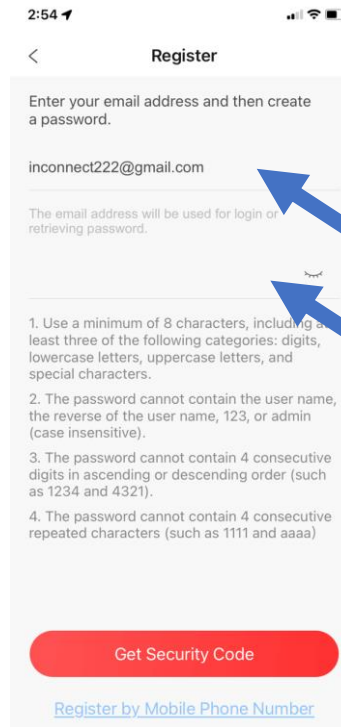 2:54
Register
Enter your email address and then create
a password.
inconnect222@gmail.com
The email address will be used for login or
retrieving password.
1. Use a minimum of 8 characters, including at
least three of the following categories: digits,
lowercase letters, uppercase letters, and
special characters.
2. The password cannot contain the user name,
the reverse of the user name, 123, or admin
(case insensitive).
3. The password cannot contain 4 consecutive
digits in ascending or descending order (such
as 1234 and 4321).
4. The password cannot contain 4 consecutive
repeated characters (such as 1111 and aaaa)
Get Security Code
Register by Mobile Phone Number